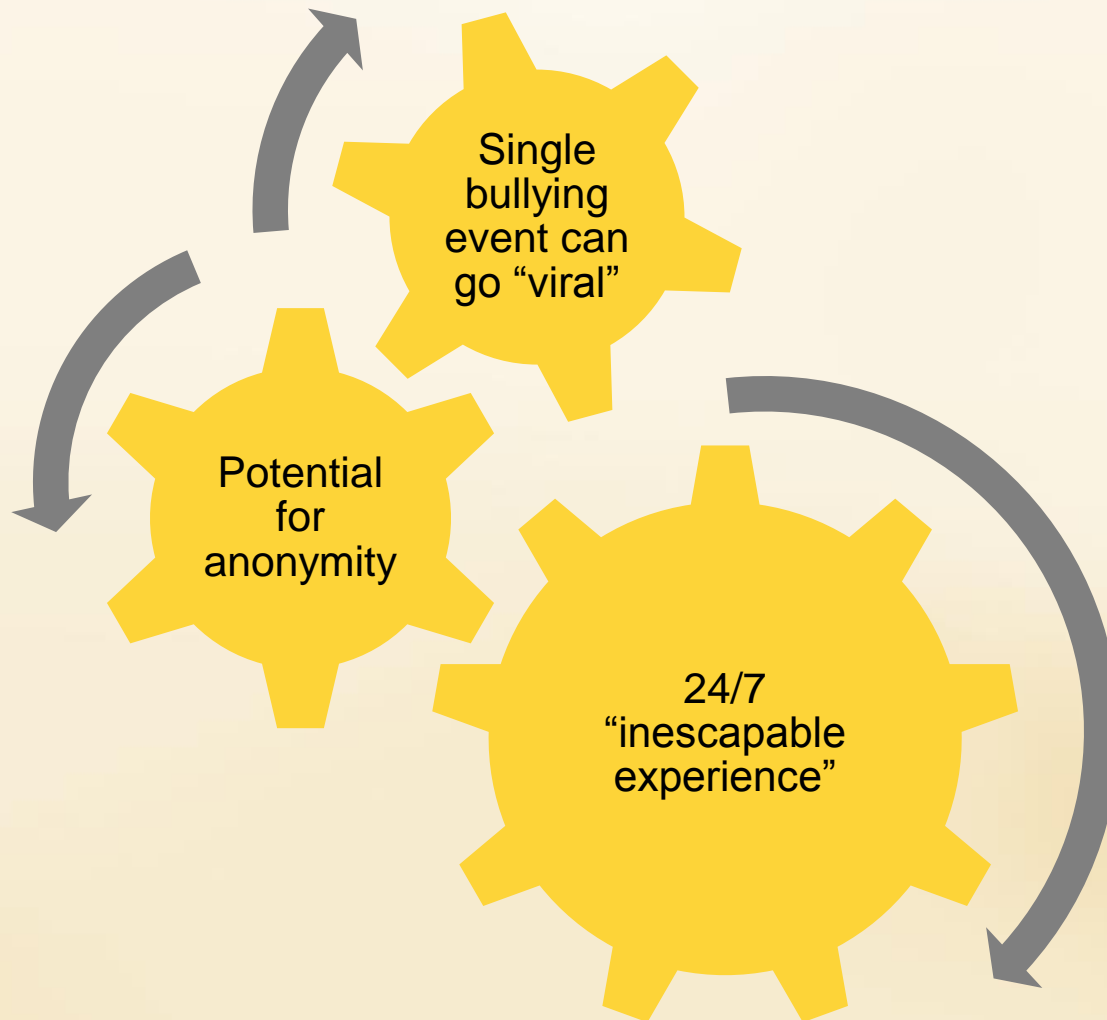 Single
bullying
event can
go “viral”
Potential
for
anonymity
24/7
“inescapable
experience”